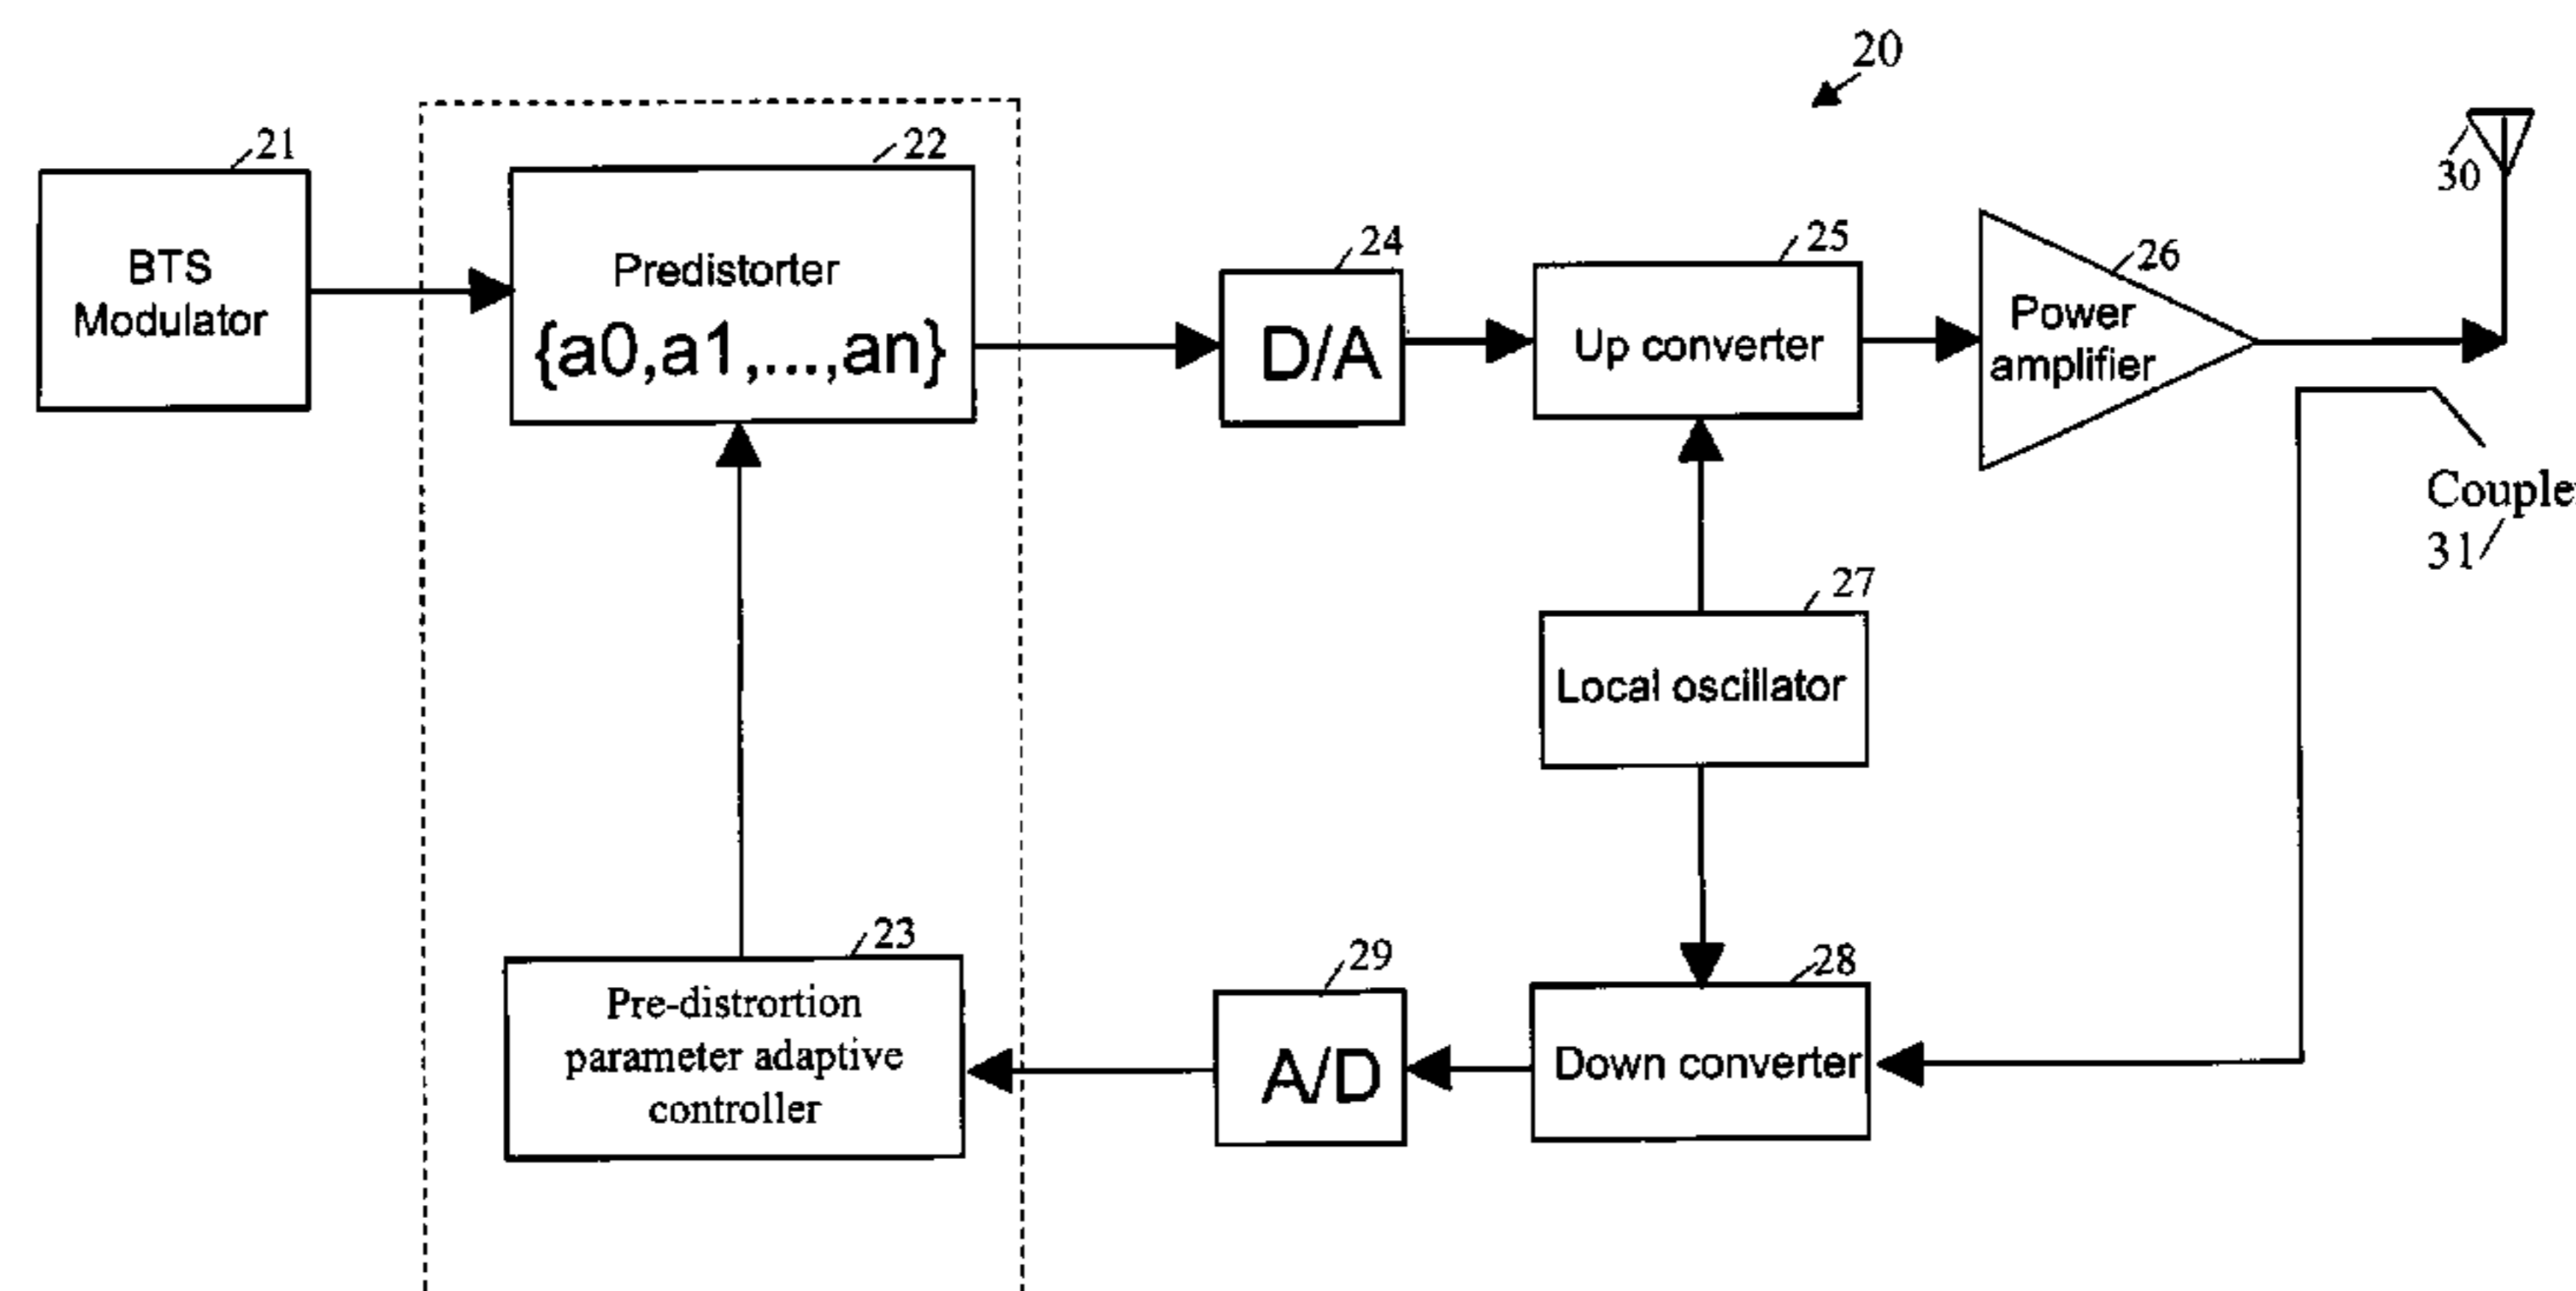 20
21
22
30
BTS
Modulator
Predistorter
{a0,a1,...,an}
24
D/A
25
Up converter
26
Power
amplifier
Couple
31
27
Local oscillator
23
Pre-distrortion
parameter adaptive
controller
29
A/D
28
Down converter